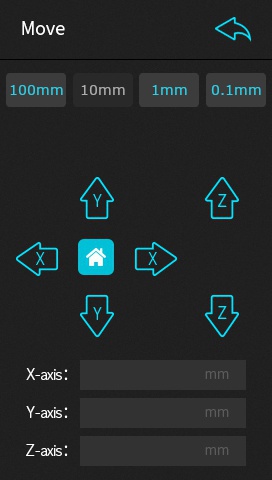 Move
100mm 10mm 1mm 0.1mm
Y Z
X X
Y Z
X-axis: mm
Y-axis: mm
Z-axis: mm